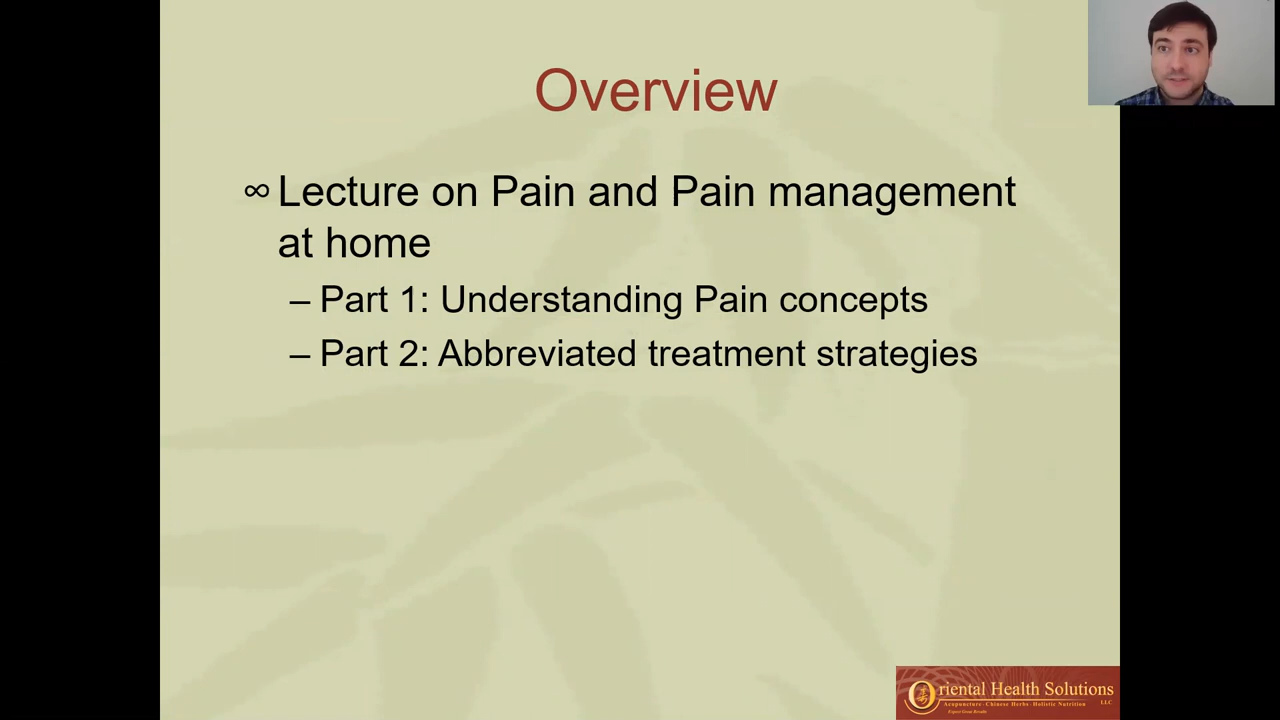 Overview
∞ Lecture on Pain and Pain management
at home
– Part 1: Understanding Pain concepts
– Part 2: Abbreviated treatment strategies
Oriental Health Solutions
LLC
Acupuncture · Chinese Herbs · Holistic Nutrition
Expect Great Results